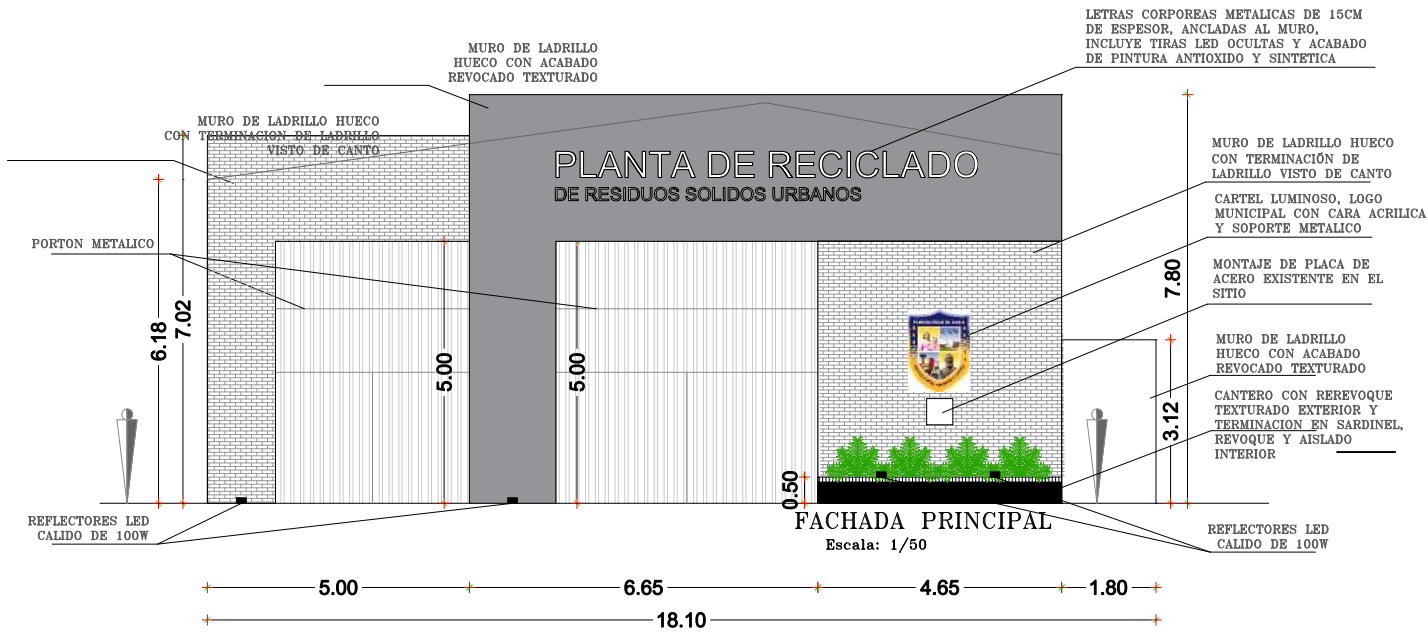 LETRAS CORPOREAS METALICAS DE 15CM
DE ESPESOR, ANCLADAS AL MURO,
INCLUYE TIRAS LED OCULTAS Y ACABADO
DE PINTURA ANTIOXIDO Y SINTETICA
MURO DE LADRILLO
HUECO CON ACABADO
REVOCADO TEXTURADO
MURO DE LADRILLO HUECO
CON TERMINACION DE LADRILLO
VISTO DE CANTO
PLANTA DE RECICLADO
DE RESIDUOS SOLIDOS URBANOS
MURO DE LADRILLO HUECO
CON TERMINACIÓN DE
LADRILLO VISTO DE CANTO
CARTEL LUMINOSO, LOGO
MUNICIPAL CON CARA ACRILICA
Y SOPORTE METALICO
PORTON METALICO
MONTAJE DE PLACA DE
ACERO EXISTENTE EN EL
SITIO
6.18
7.02
5.00
5.00
7.80
MURO DE LADRILLO
HUECO CON ACABADO
REVOCADO TEXTURADO
3.12
CANTERO CON REREVOQUE
TEXTURADO EXTERIOR Y
TERMINACION EN SARDINEL,
REVOQUE Y AISLADO
INTERIOR
0.50
REFLECTORES LED
CALIDO DE 100W
FACHADA PRINCIPAL
Escala: 1/50
REFLECTORES LED
CALIDO DE 100W
5.00
6.65
4.65
1.80
18.10